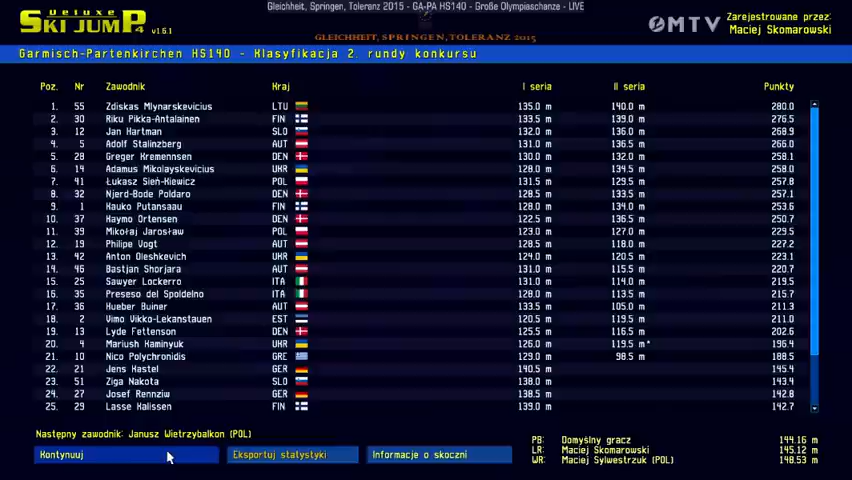 Gleichheit, Springen, Toleranz 2015 - GA-PA HS140 - Große Olympiaschanze - LIVE
Deluxe
SKI JUMP 4 v1.6.1
GLEICHHEIT, SPRINGEN, TOLERANZ 2015
MTV
Zarejestrowane przez:
Maciej Skomarowski
Garmisch-Partenkirchen HS140 - Klasyfikacja 2. rundy konkursu
Poz. Nr Zawodnik Kraj I seria II seria Punkty
1. 55 Zdiskas Mlynarskevicius LTU 135.0 m 140.0 m 280.0
2. 30 Riku Pikka-Antalainen FIN 133.5 m 139.0 m 276.5
3. 12 Jan Hartman SLO 132.0 m 136.0 m 268.9
4. 5 Adolf Stalinzberg AUT 131.0 m 136.5 m 266.0
5. 28 Greger Kremennsen DEN 130.0 m 132.0 m 258.1
6. 14 Adamus Mikolayskevicius UKR 128.0 m 134.5 m 258.0
7. 41 Łukasz Sień-Kiewicz POL 131.5 m 129.5 m 257.8
8. 32 Njerd-Bode Poldaro DEN 128.5 m 133.5 m 257.1
9. 1 Kauko Putansaau FIN 128.0 m 134.0 m 253.6
10. 37 Haymo Ortensen DEN 122.5 m 136.5 m 250.7
11. 39 Mikołaj Jarosław POL 123.0 m 127.0 m 229.5
12. 19 Philipe Vogt AUT 128.5 m 118.0 m 227.2
13. 42 Anton Oleshkevich UKR 124.0 m 120.5 m 223.1
14. 46 Bastjan Shorjara AUT 131.0 m 115.5 m 220.7
15. 25 Sawyer Lockerro ITA 131.0 m 114.0 m 219.5
16. 35 Preseso del Spoldelno ITA 128.0 m 113.5 m 215.7
17. 36 Hueber Buiner AUT 133.5 m 105.0 m 211.3
18. 2 Vimo Vikko-Lekanstauen EST 120.5 m 119.5 m 211.0
19. 13 Lyde Fettenson DEN 125.5 m 116.5 m 202.6
20. 4 Mariush Kaminyuk UKR 126.0 m 119.5 m* 196.4
21. 10 Nico Polychronidis GRE 129.0 m 98.5 m 188.5
22. 21 Jens Kastel GER 140.5 m 145.4
23. 51 Ziga Nakota SLO 138.0 m 143.4
24. 27 Josef Rennziw GER 138.5 m 142.8
25. 29 Lasse Halissen FIN 139.0 m 142.7
Następny zawodnik: Janusz Wietrzybalkon (POL)
Kontynuuj
Eksportuj statystyki
Informacje o skoczni
PB: Domyślny gracz 144.16 m
LR: Maciej Skomarowski 145.12 m
WR: Maciej Sylwestrzuk (POL) 148.53 m